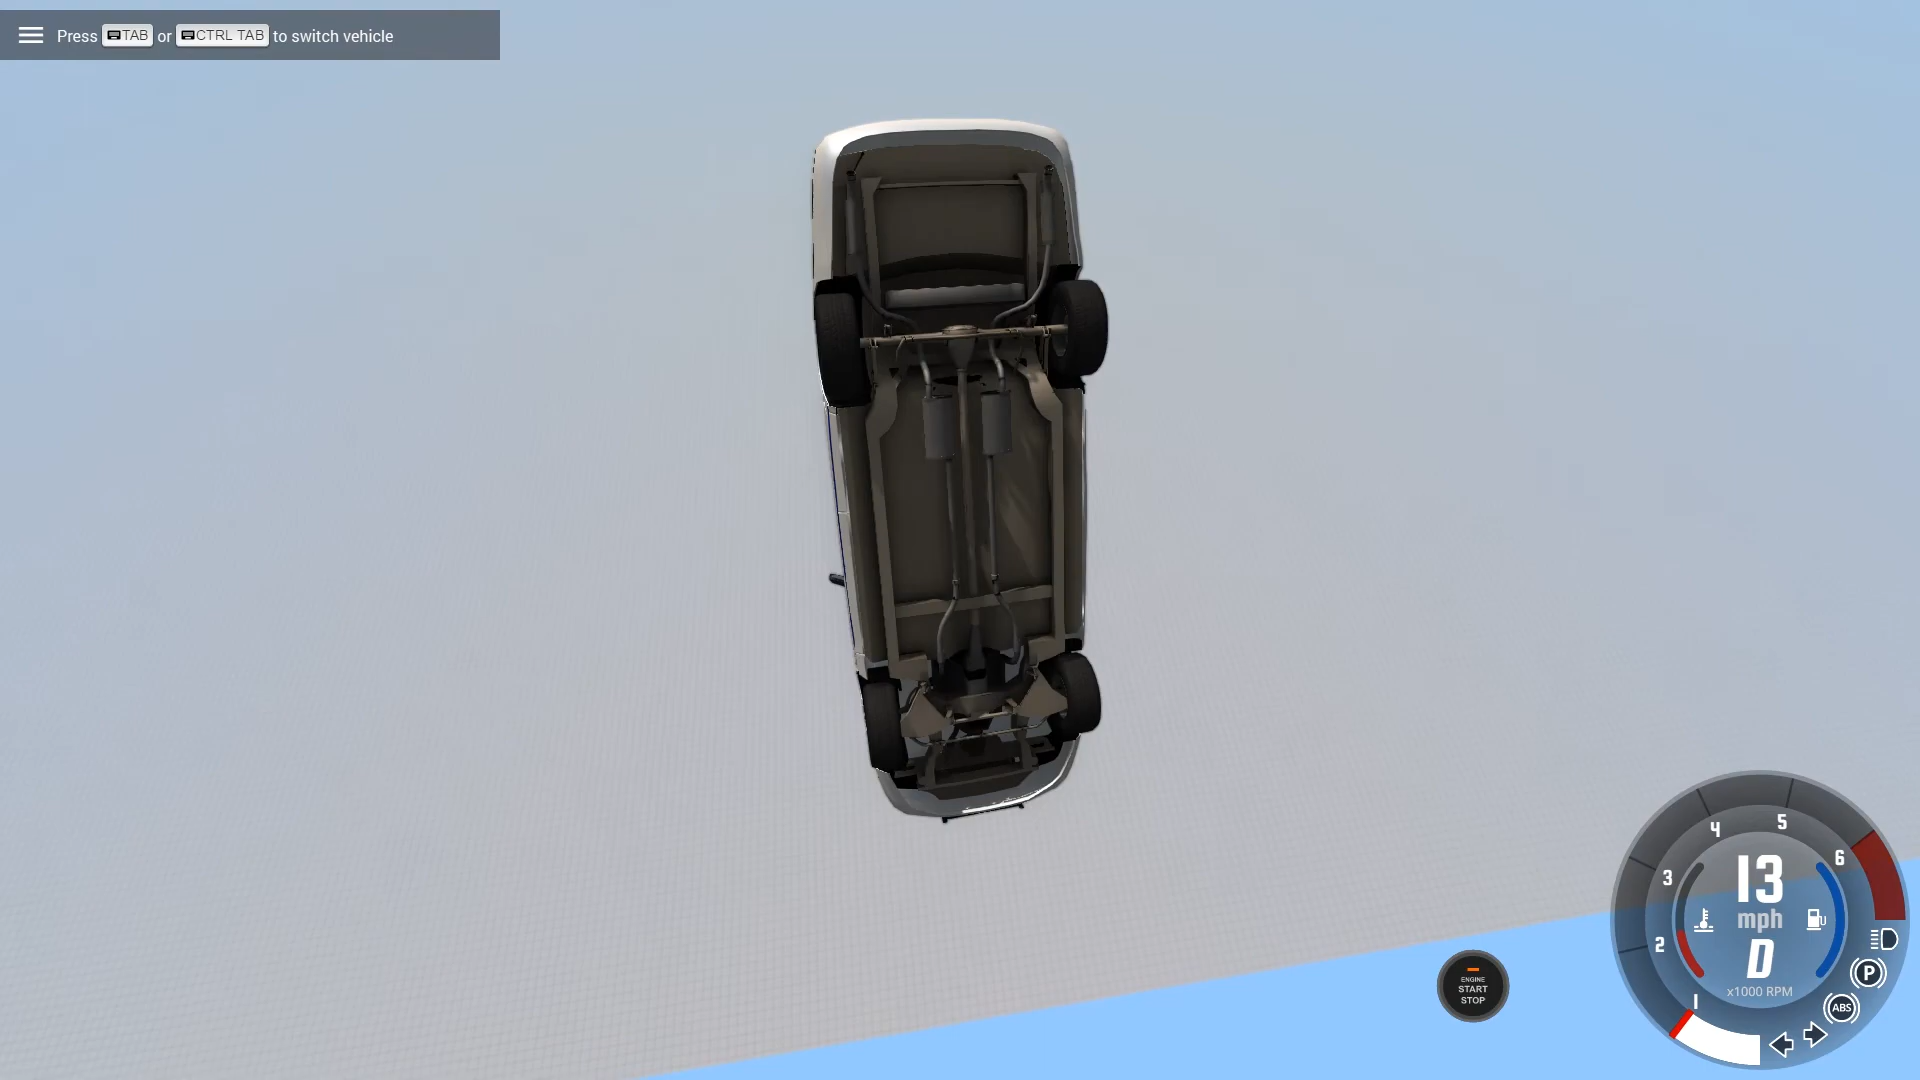 Press TAB or CTRL TAB to switch vehicle
4 5
3 6
2
1
13
mph
D
x1000 RPM
P
ABS
ENGINE
START
STOP